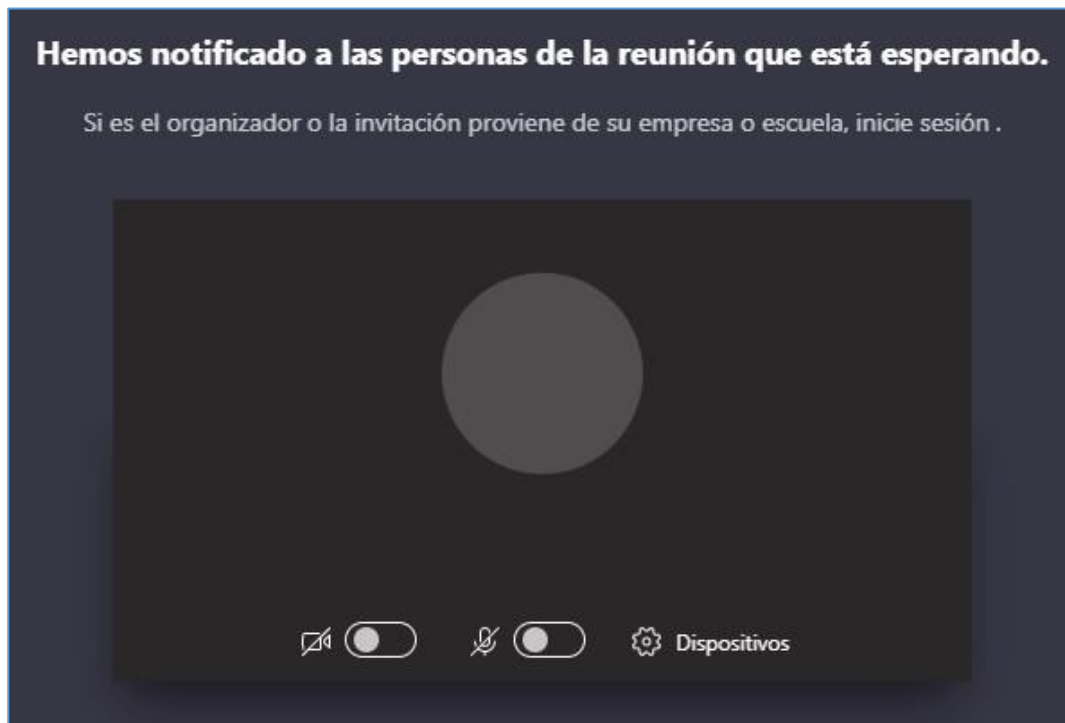 Hemos notificado a las personas de la reunión que está esperando.
Si es el organizador o la invitación proviene de su empresa o escuela, inicie sesión .
Dispositivos